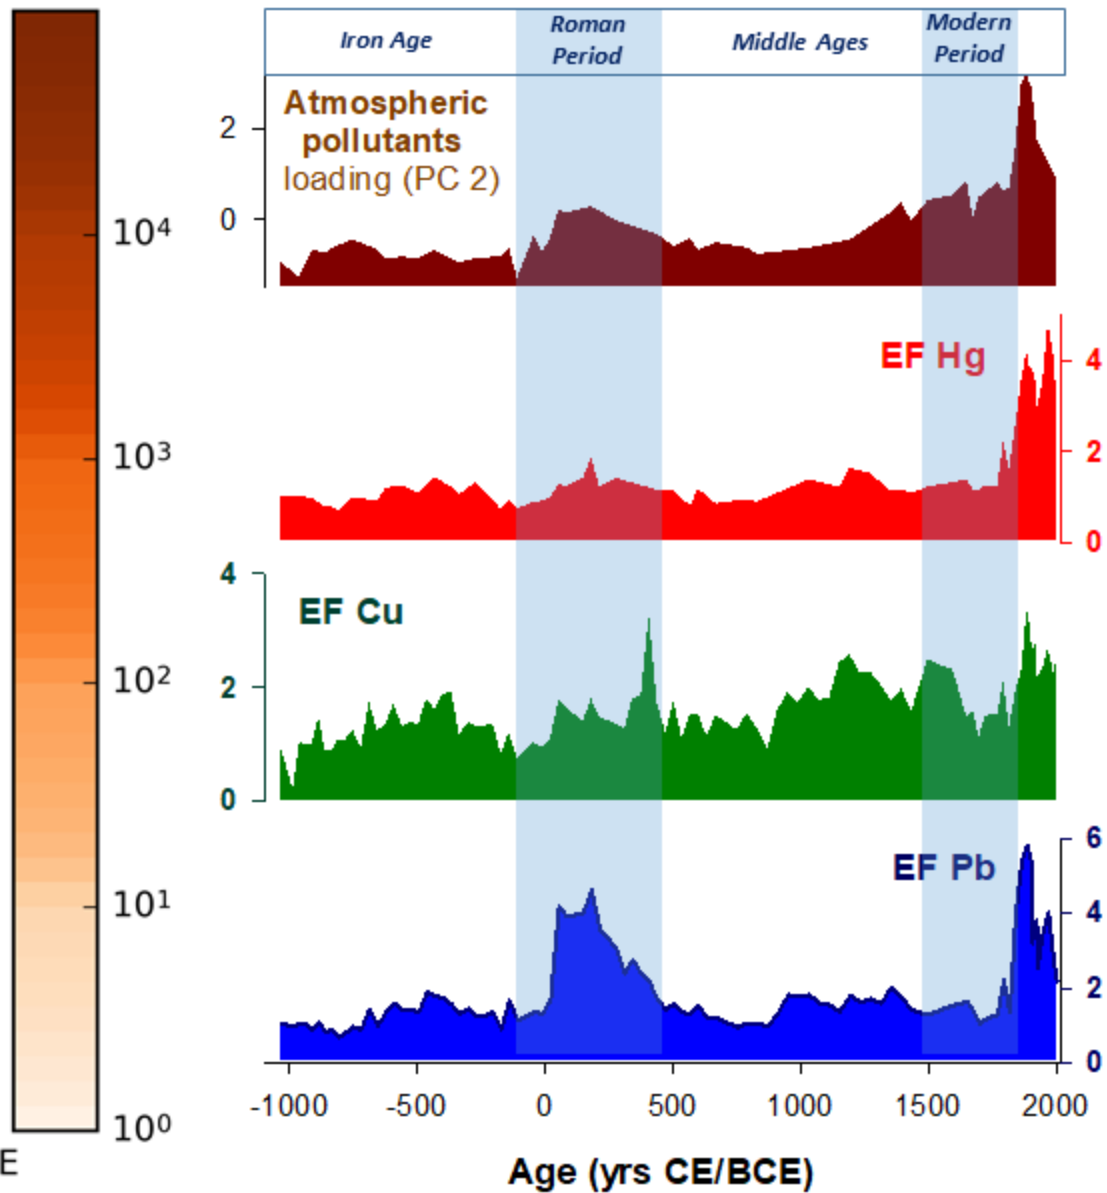 Iron Age
Roman
Period
Middle Ages
Modern
Period
Atmospheric
pollutants
loading (PC 2)
2
0
10⁴
10³
10²
10¹
10⁰
E
EF Hg
4
2
0
EF Cu
4
2
0
EF Pb
6
4
2
0
-1000 -500 0 500 1000 1500 2000
Age (yrs CE/BCE)